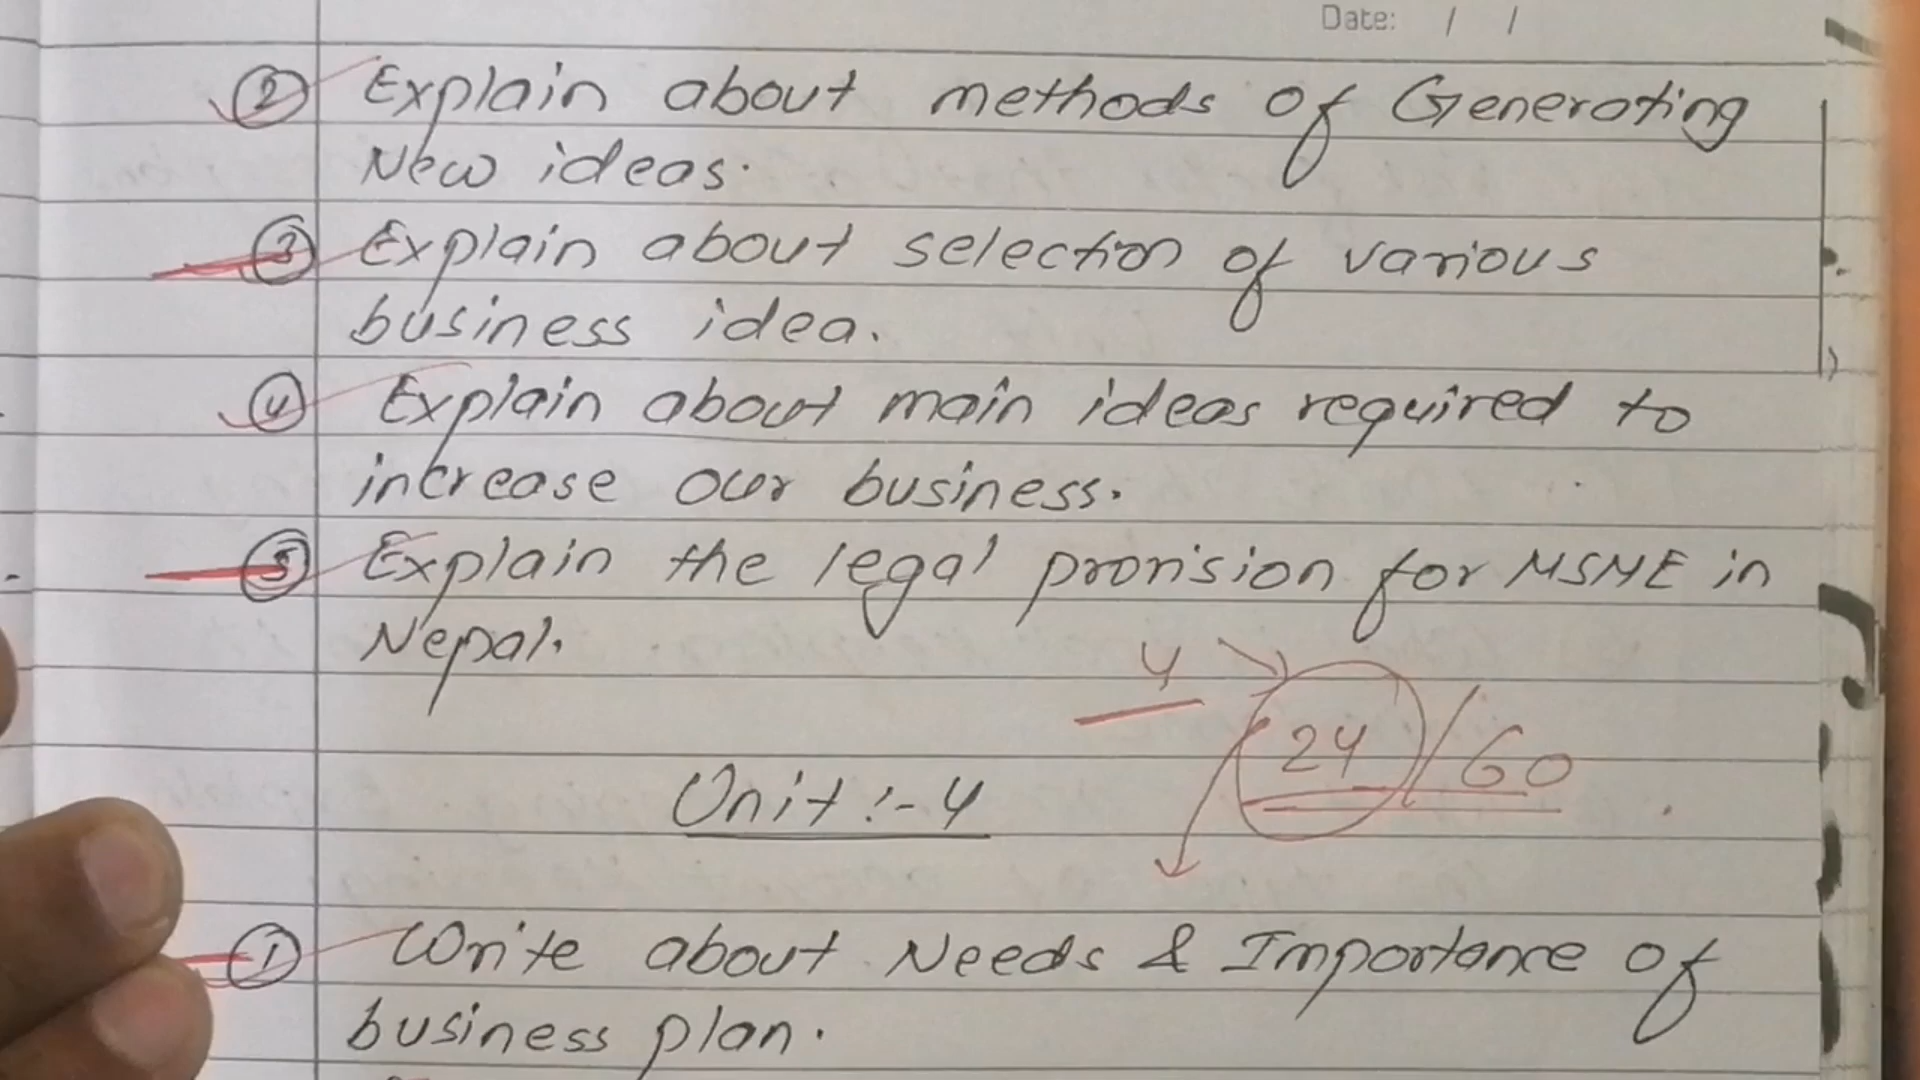 Date: / /
② Explain about methods of Generating
New ideas.
③ Explain about selection of various
business idea.
④ Explain about main ideas required to
increase our business.
⑤ Explain the legal provision for MSME in
Nepal.
4
24/60
Unit :- 4
① Write about Needs & Importance of
business plan.